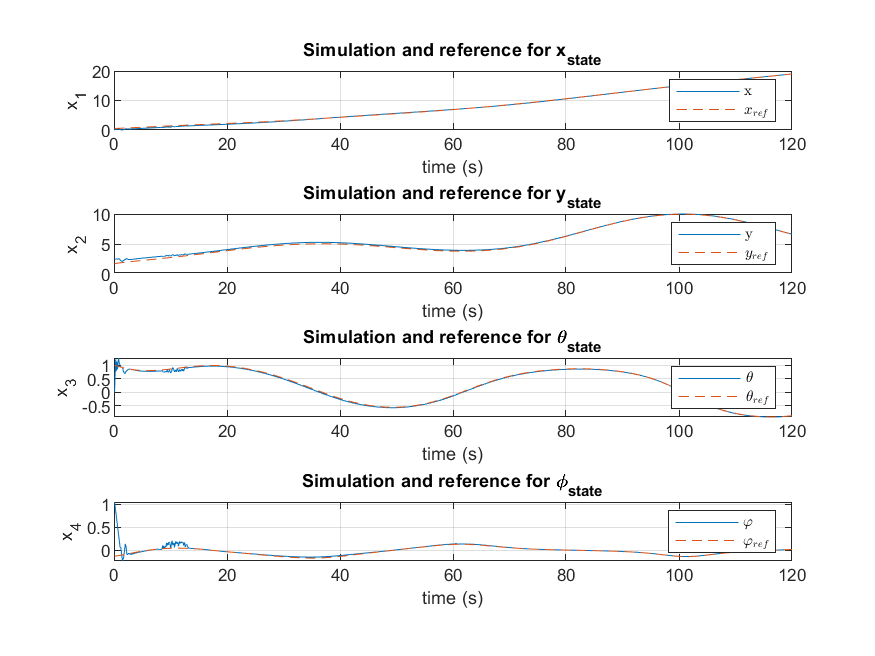 Simulation and reference for x_state
20
10
0
x_1
x
x_ref
0 20 40 60 80 100 120
time (s)
Simulation and reference for y_state
10
5
0
x_2
y
y_ref
0 20 40 60 80 100 120
time (s)
Simulation and reference for θ_state
1
0.5
0
-0.5
x_3
θ
θ_ref
0 20 40 60 80 100 120
time (s)
Simulation and reference for ϕ_state
1
0.5
0
x_4
φ
φ_ref
0 20 40 60 80 100 120
time (s)